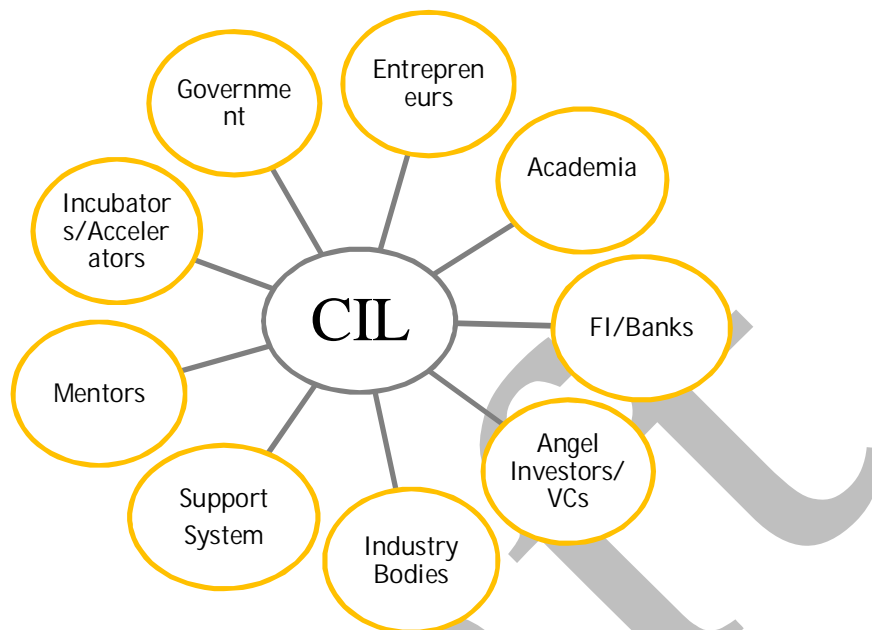 Entrepren
eurs
Governme
nt
Academia
Incubator
s/Acceler
ators
CIL
FI/Banks
Mentors
Angel
Investors/
VCs
Support
System
Industry
Bodies